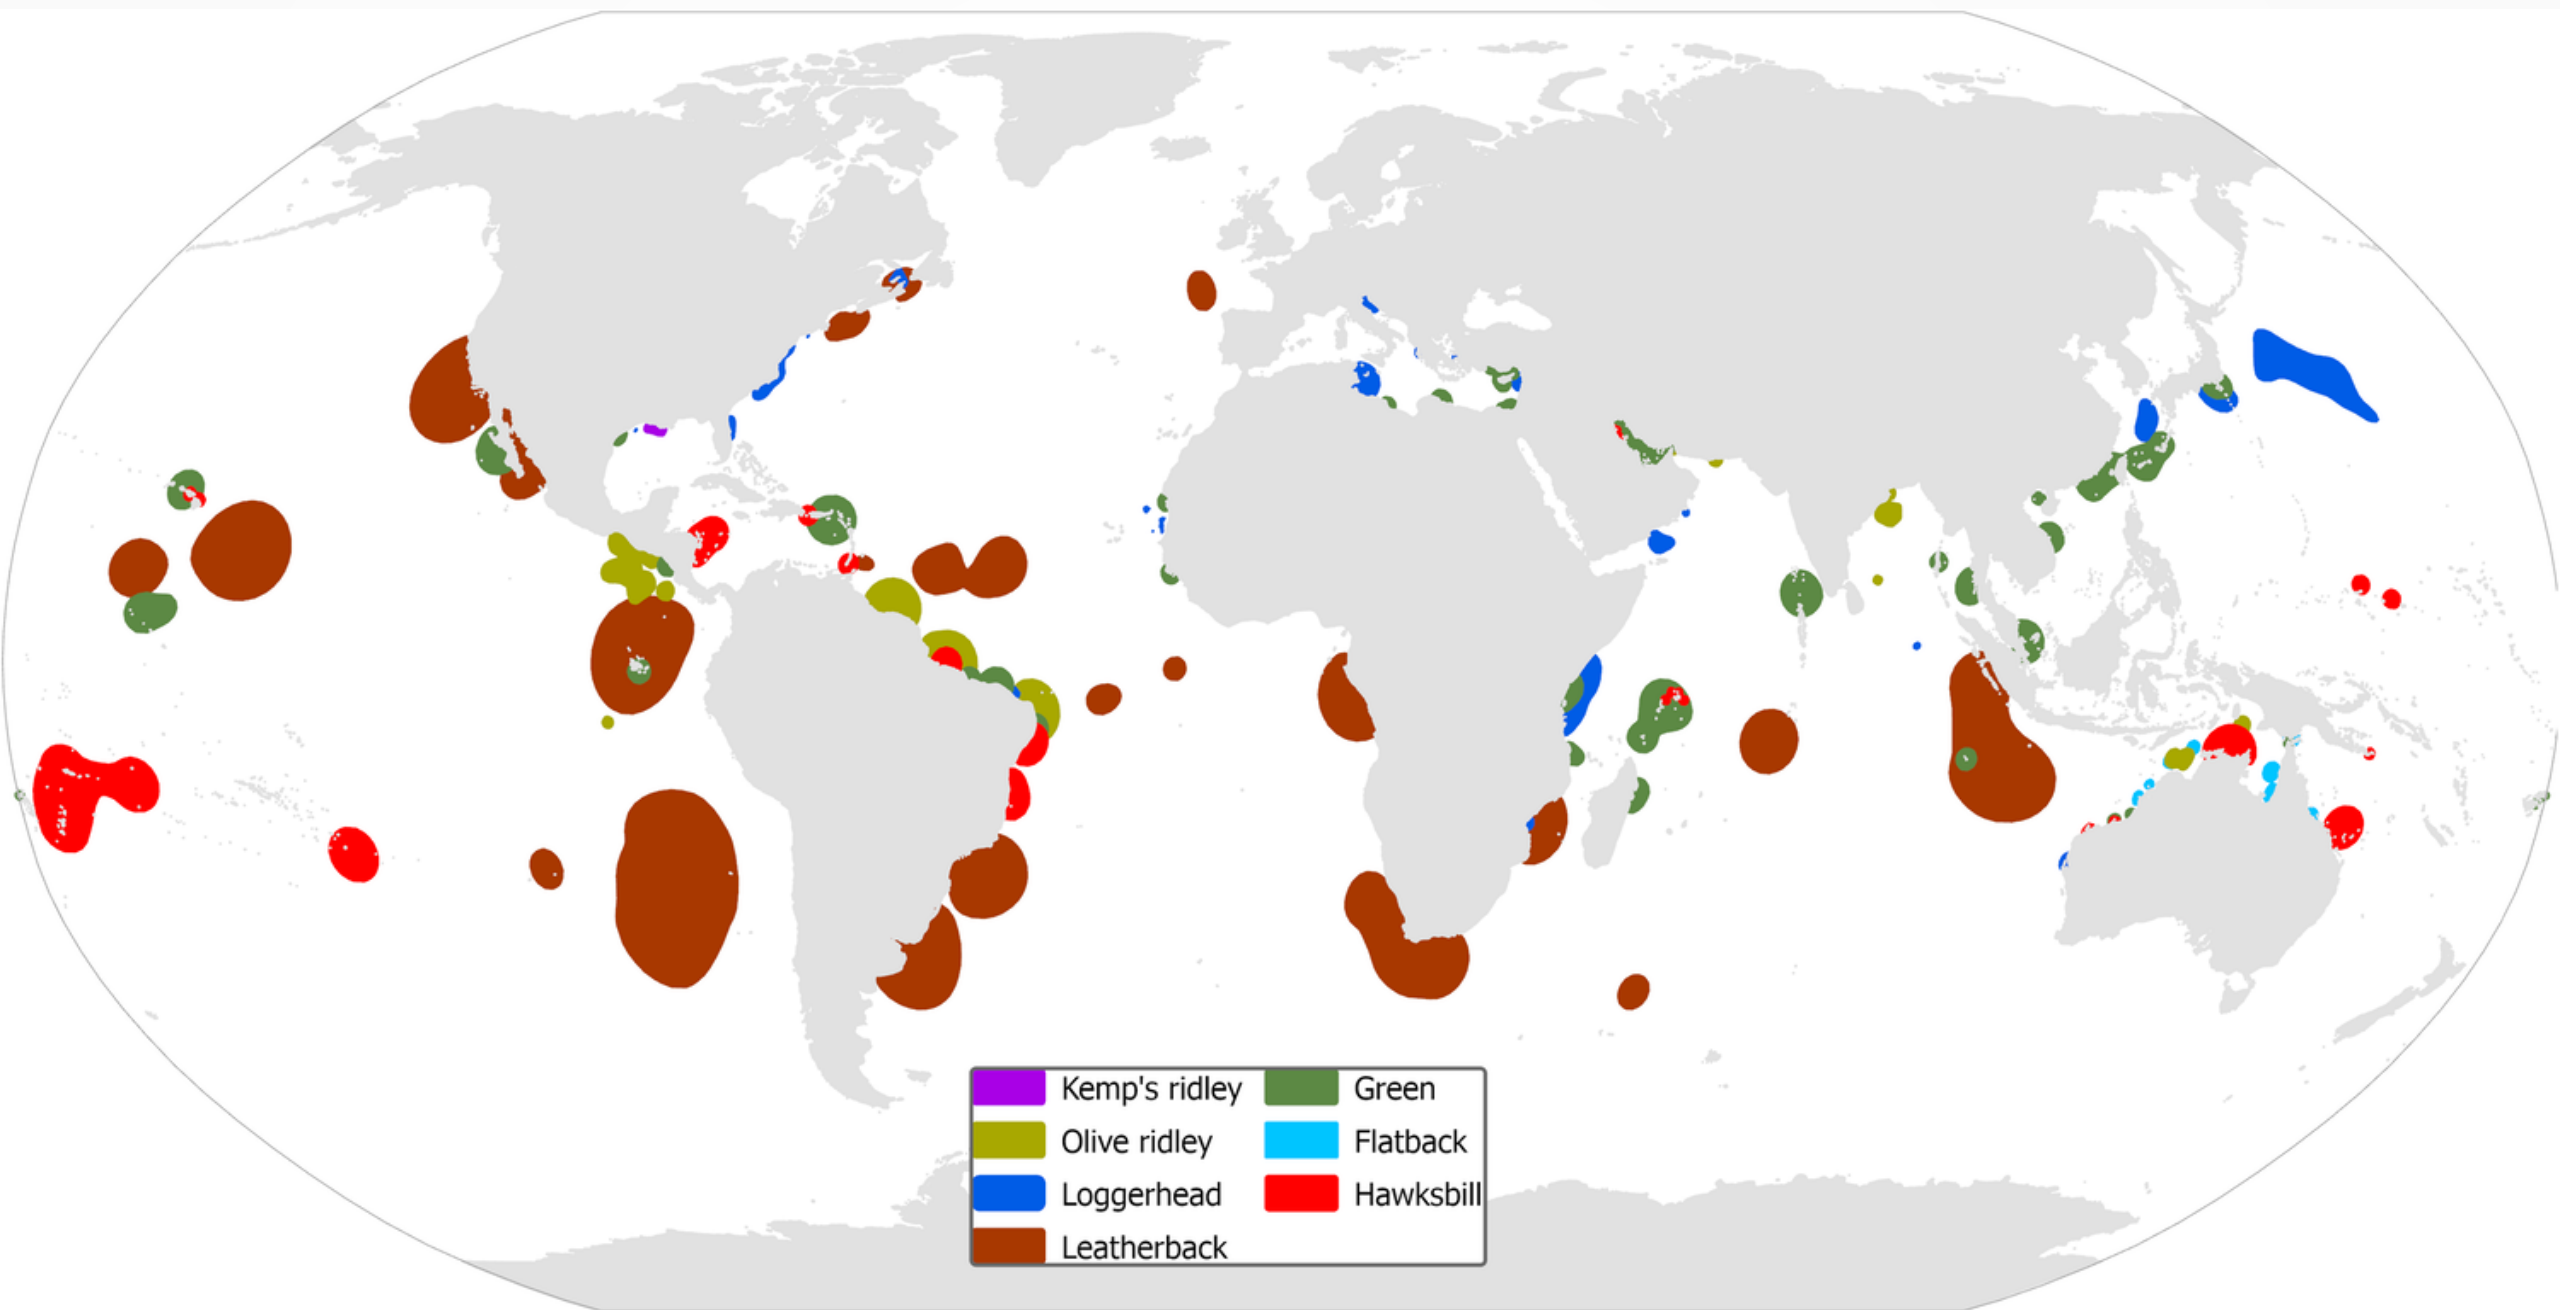 Kemp's ridley
Olive ridley
Loggerhead
Leatherback
Green
Flatback
Hawksbill